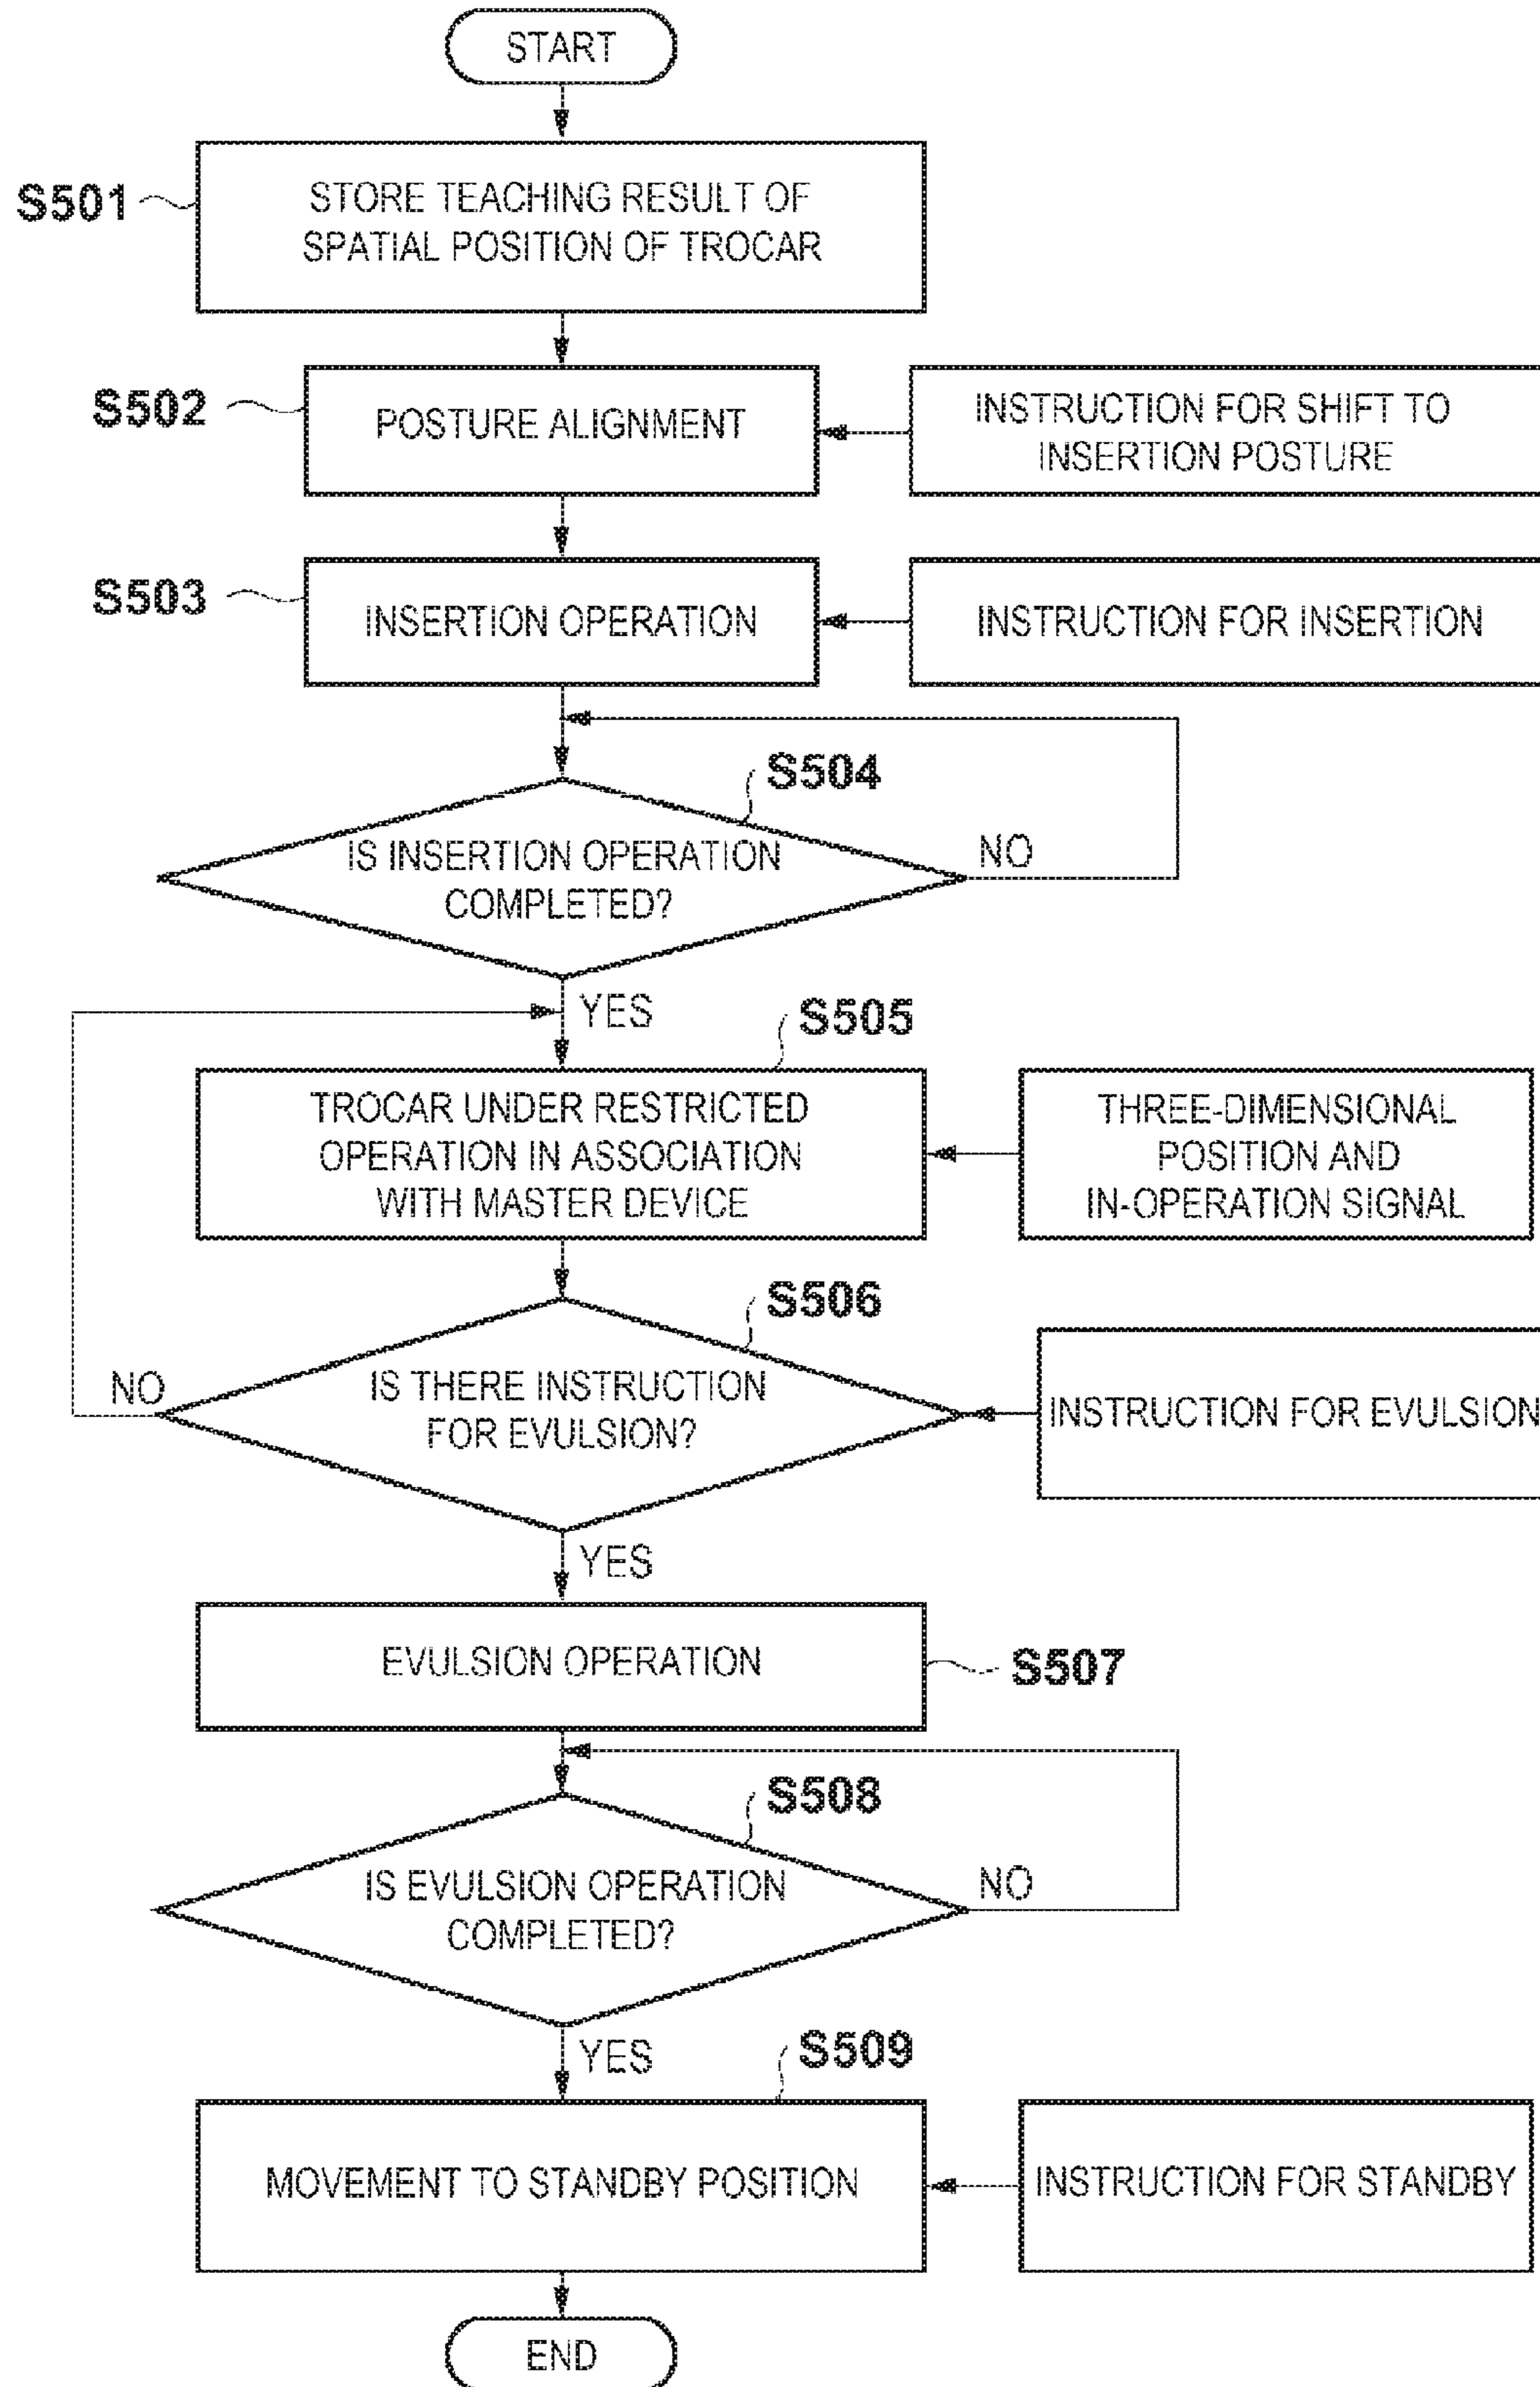 START
S501
STORE TEACHING RESULT OF
SPATIAL POSITION OF TROCAR
S502
POSTURE ALIGNMENT
INSTRUCTION FOR SHIFT TO
INSERTION POSTURE
S503
INSERTION OPERATION
INSTRUCTION FOR INSERTION
S504
IS INSERTION OPERATION
COMPLETED?
NO
YES
S505
TROCAR UNDER RESTRICTED
OPERATION IN ASSOCIATION
WITH MASTER DEVICE
THREE-DIMENSIONAL
POSITION AND
IN-OPERATION SIGNAL
S506
IS THERE INSTRUCTION
FOR EVULSION?
NO
INSTRUCTION FOR EVULSION
YES
EVULSION OPERATION
S507
S508
IS EVULSION OPERATION
COMPLETED?
NO
YES
S509
MOVEMENT TO STANDBY POSITION
INSTRUCTION FOR STANDBY
END